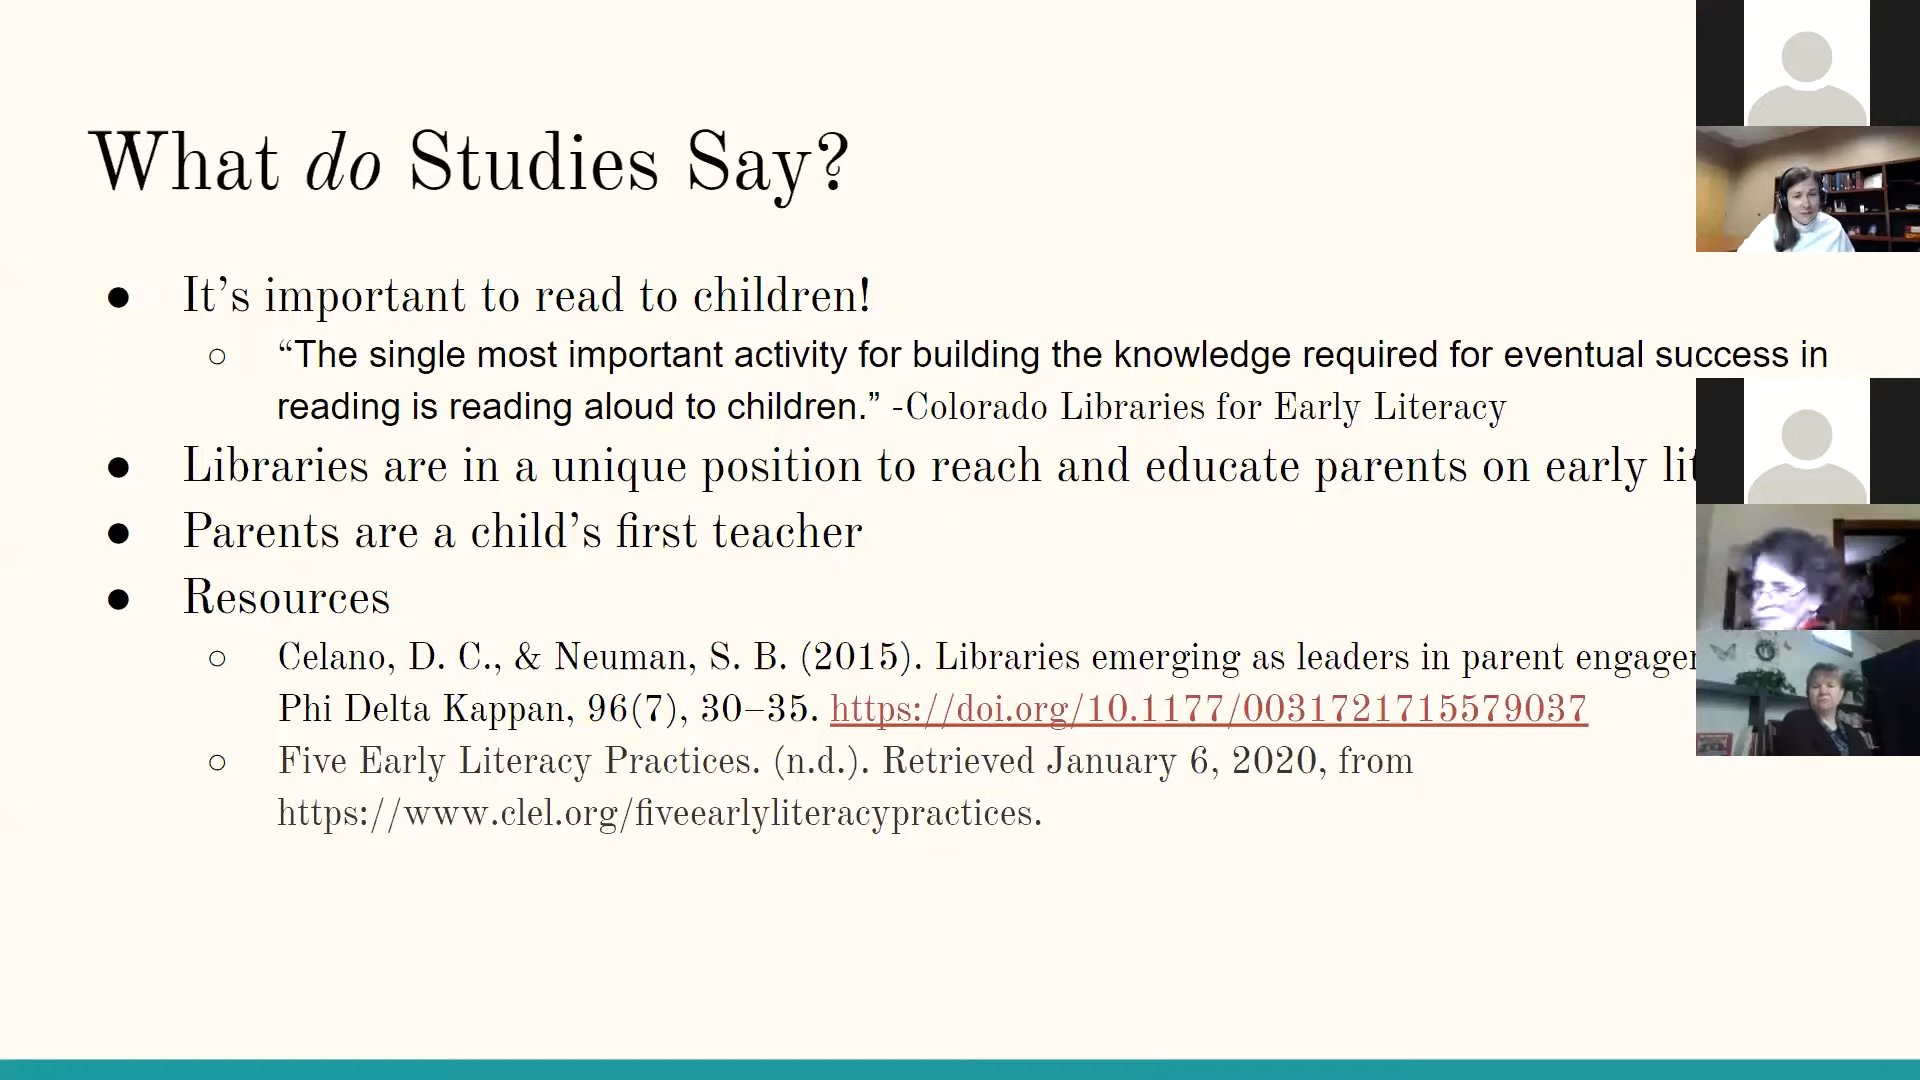 What do Studies Say?
● It’s important to read to children!
○ “The single most important activity for building the knowledge required for eventual success in
reading is reading aloud to children.” -Colorado Libraries for Early Literacy
● Libraries are in a unique position to reach and educate parents on early
● Parents are a child’s first teacher
● Resources
○ Celano, D. C., & Neuman, S. B. (2015). Libraries emerging as leaders in parent
Phi Delta Kappan, 96(7), 30–35. https://doi.org/10.1177/0031721715579037
○ Five Early Literacy Practices. (n.d.). Retrieved January 6, 2020, from
https://www.clel.org/fiveearlyliteracypractices.